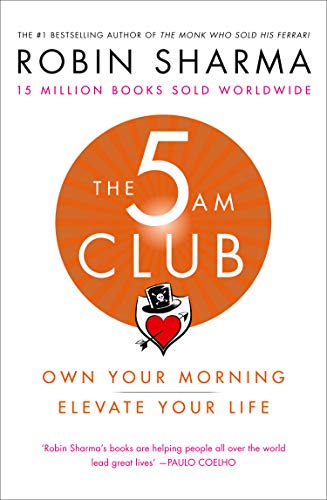 THE #1 BESTSELLING AUTHOR OF THE MONK WHO SOLD HIS FERRARI
ROBIN SHARMA
15 MILLION BOOKS SOLD WORLDWIDE
THE 5 AM
CLUB
OWN YOUR MORNING
ELEVATE YOUR LIFE
‘Robin Sharma’s books are helping people all over the world
lead great lives’ —PAULO COELHO